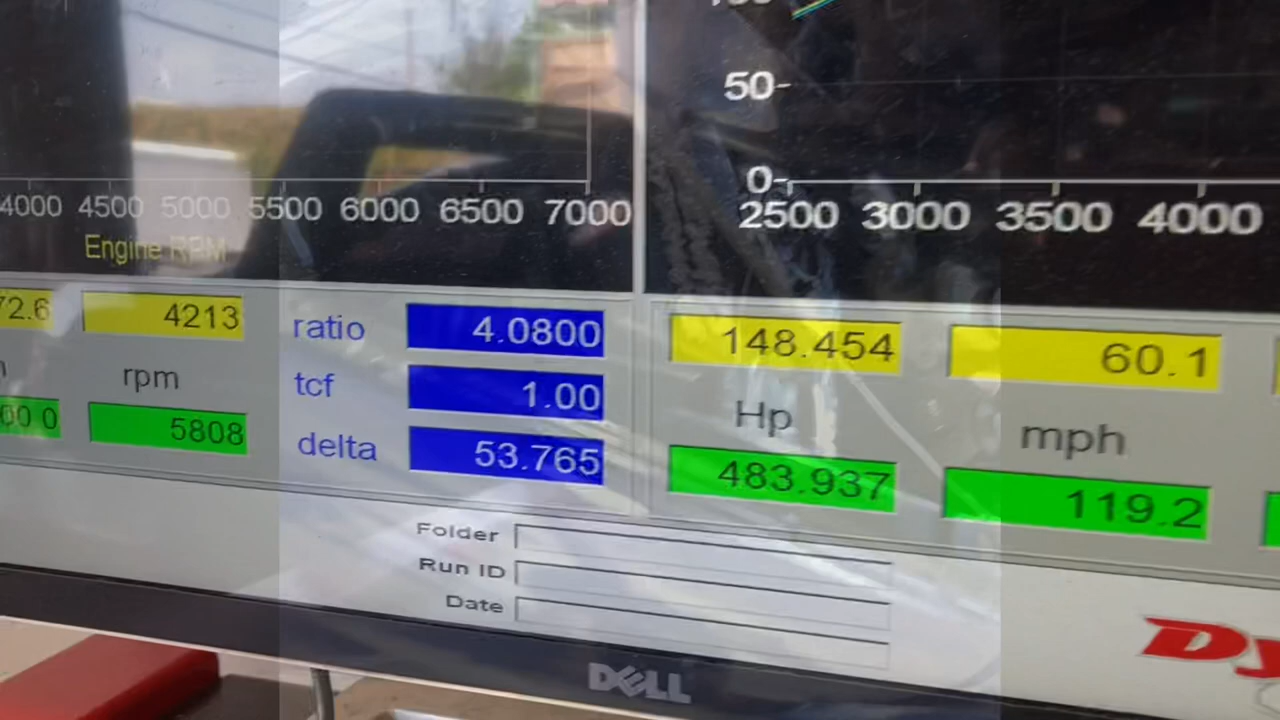 50
0
4000 4500 5000 5500 6000 6500 7000
2500 3000 3500 4000
Engine RPM
72.6 4213 ratio 4.0800 148.454 60.1
rpm tcf 1.00 Hp mph
5808 delta 53.765 483.937 119.2
Folder
Run ID
Date
DELL